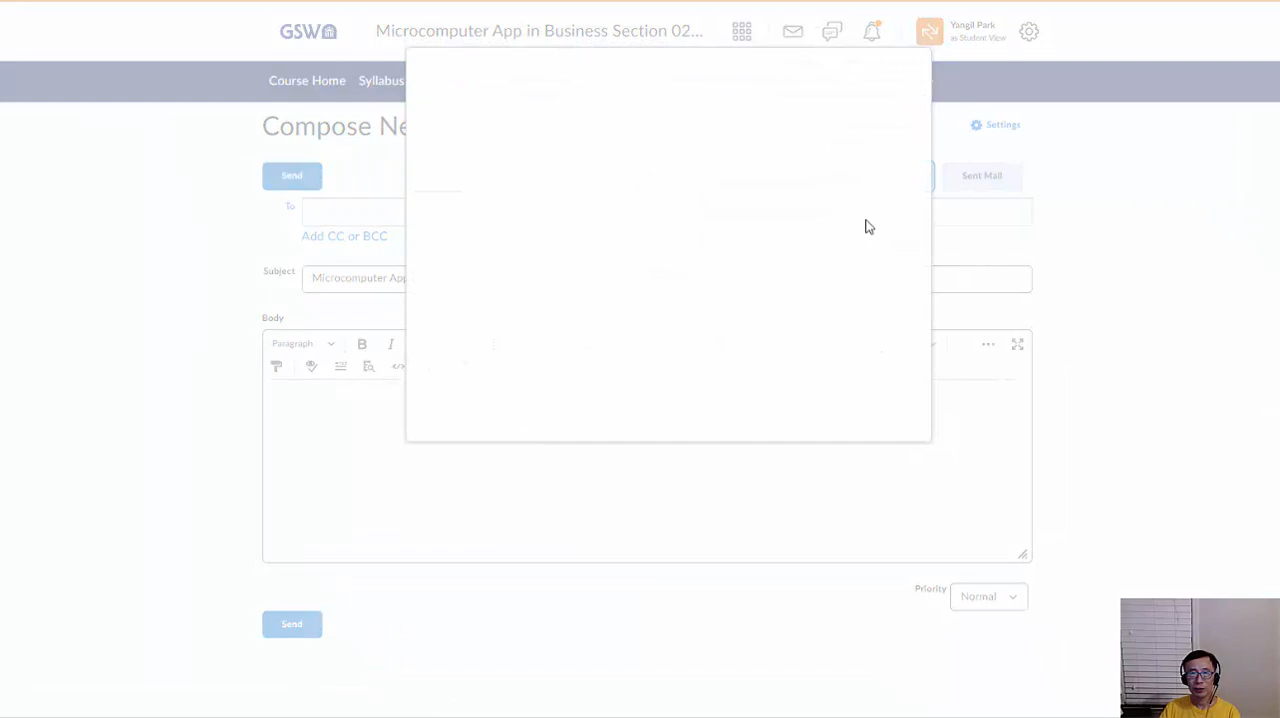 GSW
Microcomputer App in Business Section 02...
Yangil Park
as Student View
Course Home Syllabus
Compose Ne
Settings
Send
Sent Mail
To
Add CC or BCC
Subject
Microcomputer App
Body
Paragraph
B I
Priority
Normal
Send